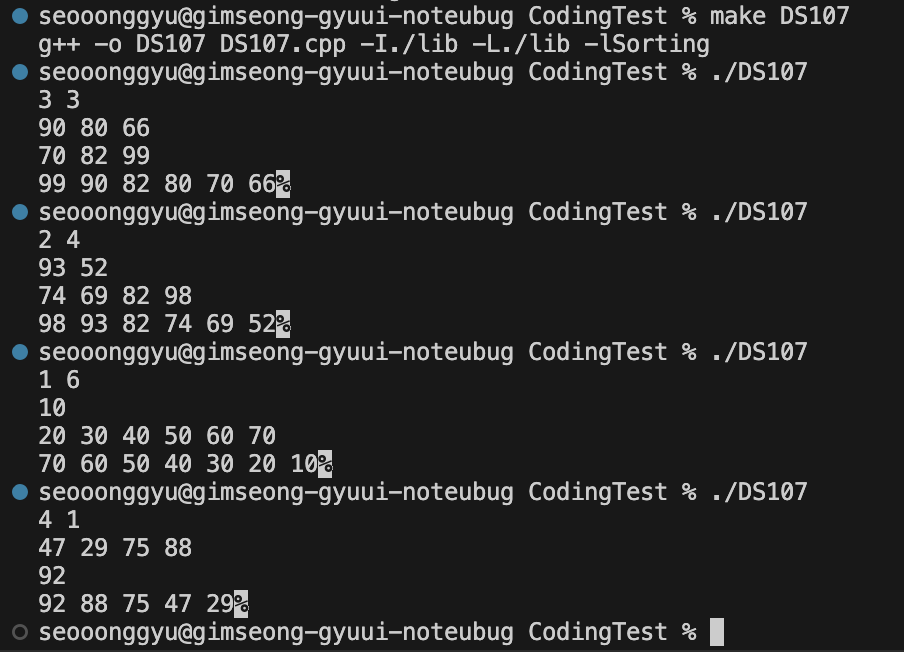 seooonggyu@gimseong-gyuui-noteubug CodingTest % make DS107
g++ -o DS107 DS107.cpp -I./lib -L./lib -lSorting
seooonggyu@gimseong-gyuui-noteubug CodingTest % ./DS107
3 3
90 80 66
70 82 99
99 90 82 80 70 66%
seooonggyu@gimseong-gyuui-noteubug CodingTest % ./DS107
2 4
93 52
74 69 82 98
98 93 82 74 69 52%
seooonggyu@gimseong-gyuui-noteubug CodingTest % ./DS107
1 6
10
20 30 40 50 60 70
70 60 50 40 30 20 10%
seooonggyu@gimseong-gyuui-noteubug CodingTest % ./DS107
4 1
47 29 75 88
92
92 88 75 47 29%
seooonggyu@gimseong-gyuui-noteubug CodingTest %